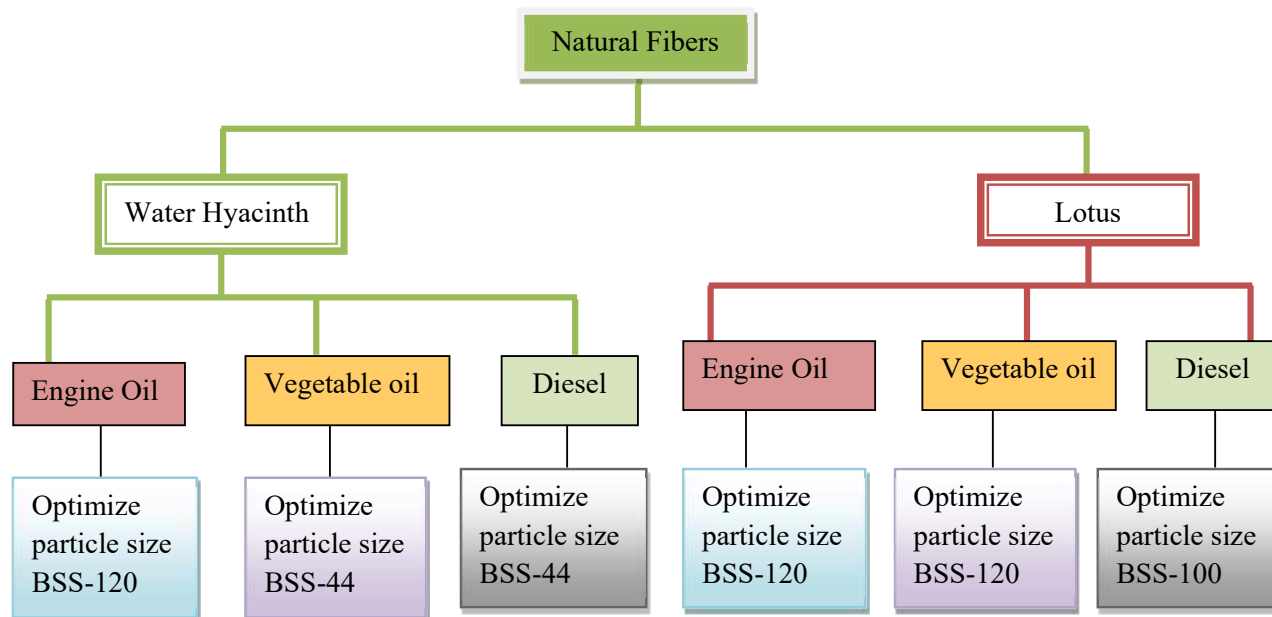 Natural Fibers
Water Hyacinth
Lotus
Engine Oil
Vegetable oil
Diesel
Engine Oil
Vegetable oil
Diesel
Optimize
particle size
BSS-120
Optimize
particle size
BSS-44
Optimize
particle size
BSS-44
Optimize
particle size
BSS-120
Optimize
particle size
BSS-120
Optimize
particle size
BSS-100